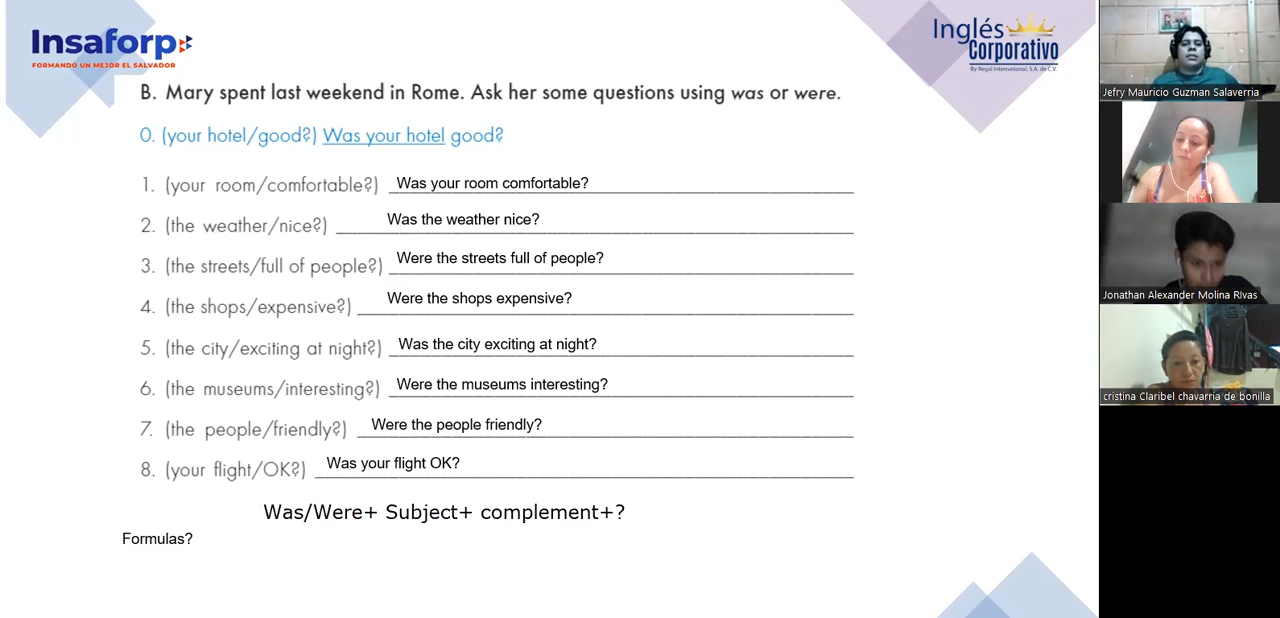 Insaforp
FORMANDO UN MEJOR EL SALVADOR
Inglés
Corporativo
By Regal International, S.A. de C.V.
B. Mary spent last weekend in Rome. Ask her some questions using was or were.
0. (your hotel/good?) Was your hotel good?
1. (your room/comfortable?) Was your room comfortable?
2. (the weather/nice?) Was the weather nice?
3. (the streets/full of people?) Were the streets full of people?
4. (the shops/expensive?) Were the shops expensive?
5. (the city/exciting at night?) Was the city exciting at night?
6. (the museums/interesting?) Were the museums interesting?
7. (the people/friendly?) Were the people friendly?
8. (your flight/OK?) Was your flight OK?
Was/Were+ Subject+ complement+?
Formulas?
Jefry Mauricio Guzman Salaverria
Jonathan Alexander Molina RIvas
cristina Claribel chavarria de bonilla